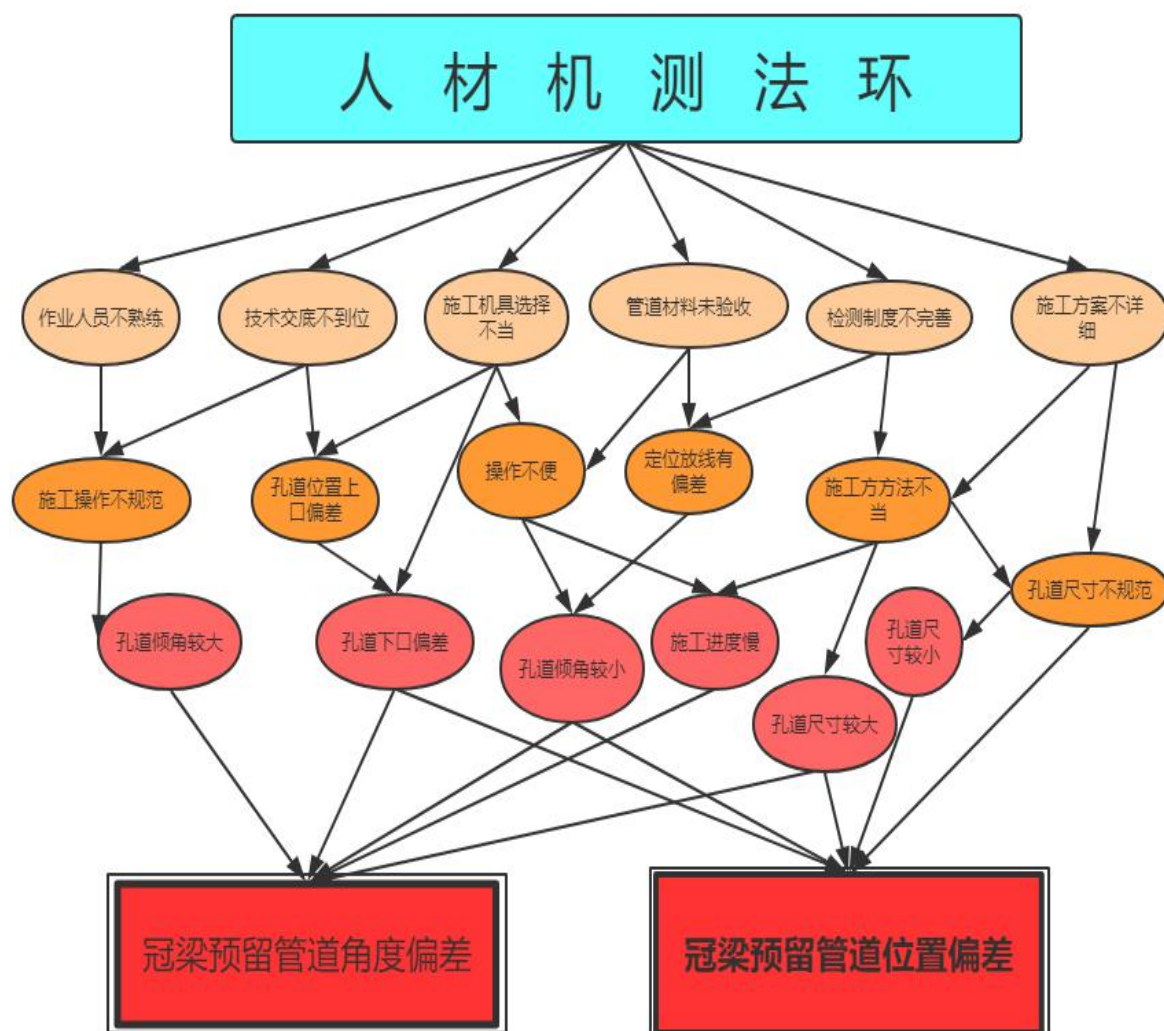 人 材 机 测 法 环
作业人员不熟练
技术交底不到位
施工机具选择
不当
管道材料未验收
检测制度不完善
施工方案不详
细
施工操作不规范
孔道位置上
口偏差
操作不便
定位放线有
偏差
施工方方法不
当
孔道尺寸不规范
孔道倾角较大
孔道下口偏差
孔道倾角较小
施工进度慢
孔道尺寸较大
孔道尺
寸较小
冠梁预留管道角度偏差
冠梁预留管道位置偏差